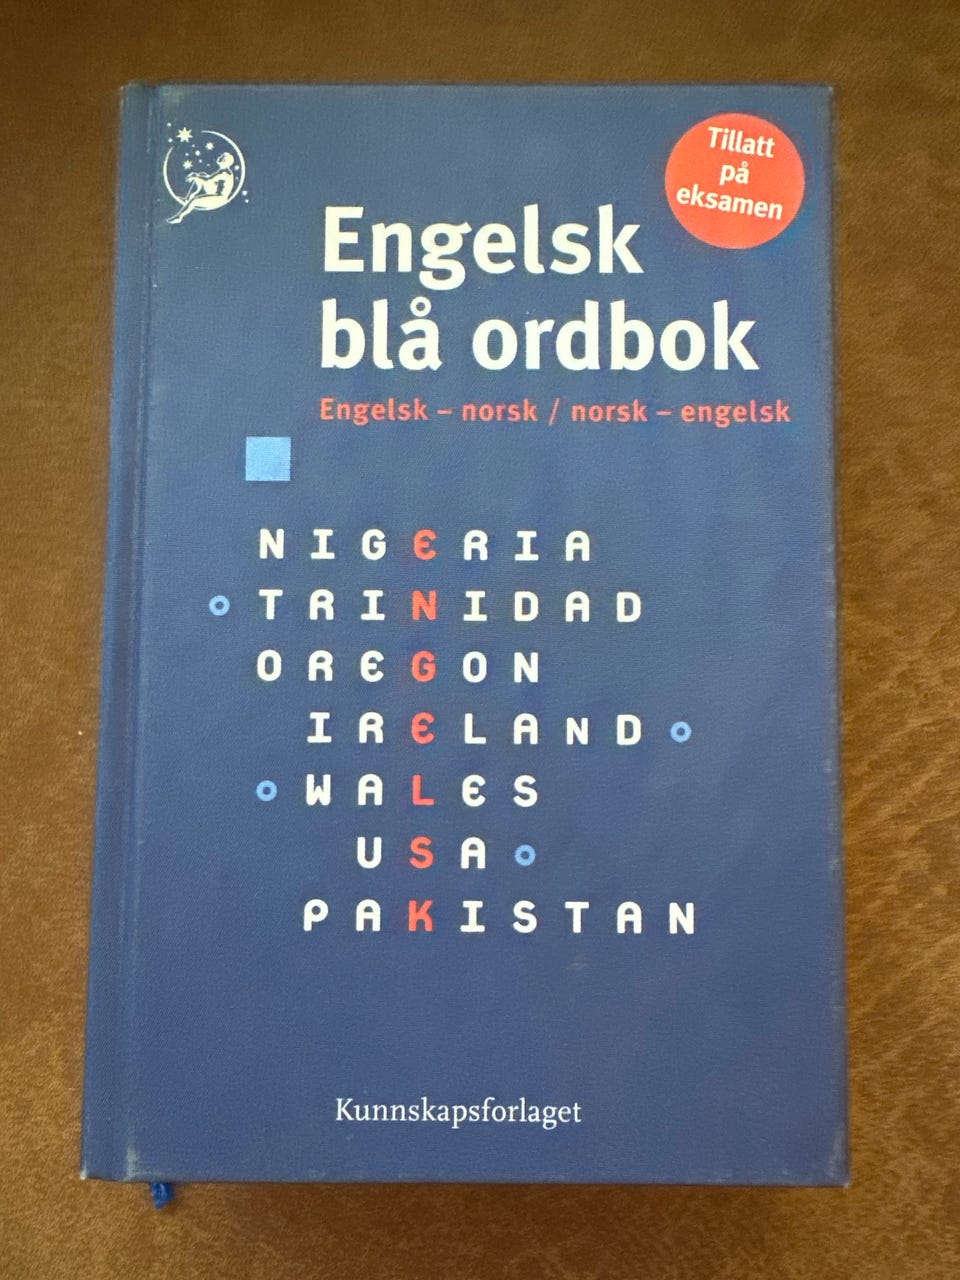 Tillatt
på
eksamen
Engelsk
blå ordbok
Engelsk – norsk / norsk – engelsk
NIGERIA
TRINIDAD
OREGON
IRELAND
WALES
USA
PAKISTAN
Kunnskapsforlaget